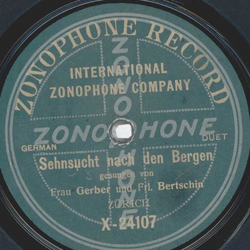 ZONOPHONE RECORD
INTERNATIONAL
ZONOPHONE COMPANY
ZONOPHONE
ZONOPHONE
GERMAN
DUET
Sehnsucht nach den Bergen
gesungen von
Frau Gerber und Frl. Bertschin
ZÜRICH
X-24107